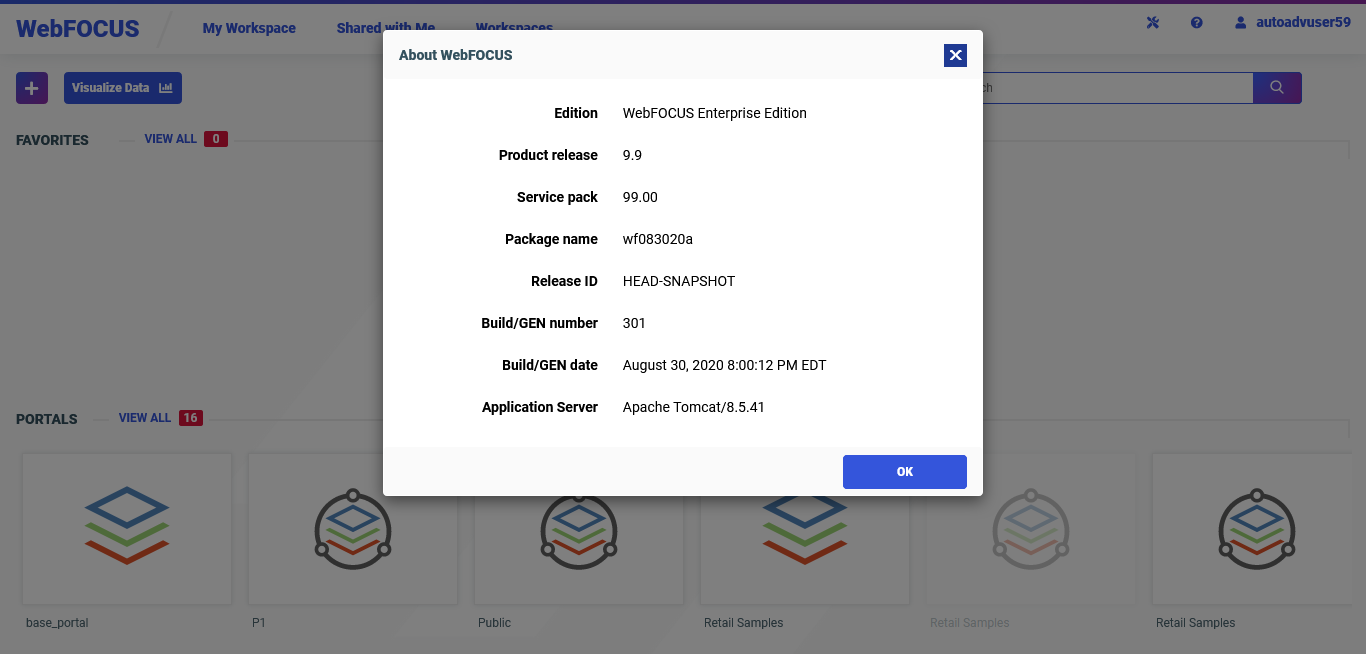 WebFOCUS
My Workspace
Shared with Me
Workspaces
autoadvuser59
About WebFOCUS
Visualize Data
FAVORITES
VIEW ALL
0
Edition WebFOCUS Enterprise Edition
Product release 9.9
Service pack 99.00
Package name wf083020a
Release ID HEAD-SNAPSHOT
Build/GEN number 301
Build/GEN date August 30, 2020 8:00:12 PM EDT
Application Server Apache Tomcat/8.5.41
OK
PORTALS
VIEW ALL
16
base_portal
P1
Public
Retail Samples
Retail Samples
Retail Samples